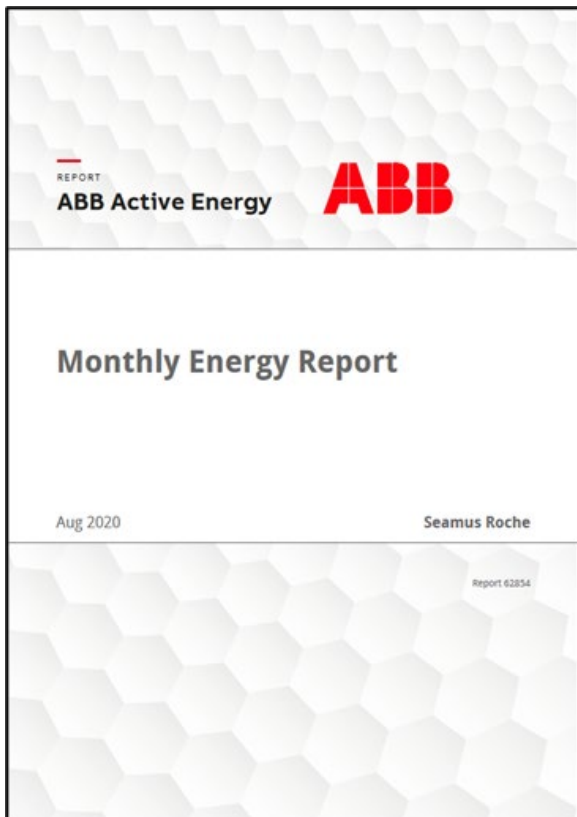 REPORT
ABB Active Energy
ABB
Monthly Energy Report
Aug 2020
Seamus Roche
Report 62854